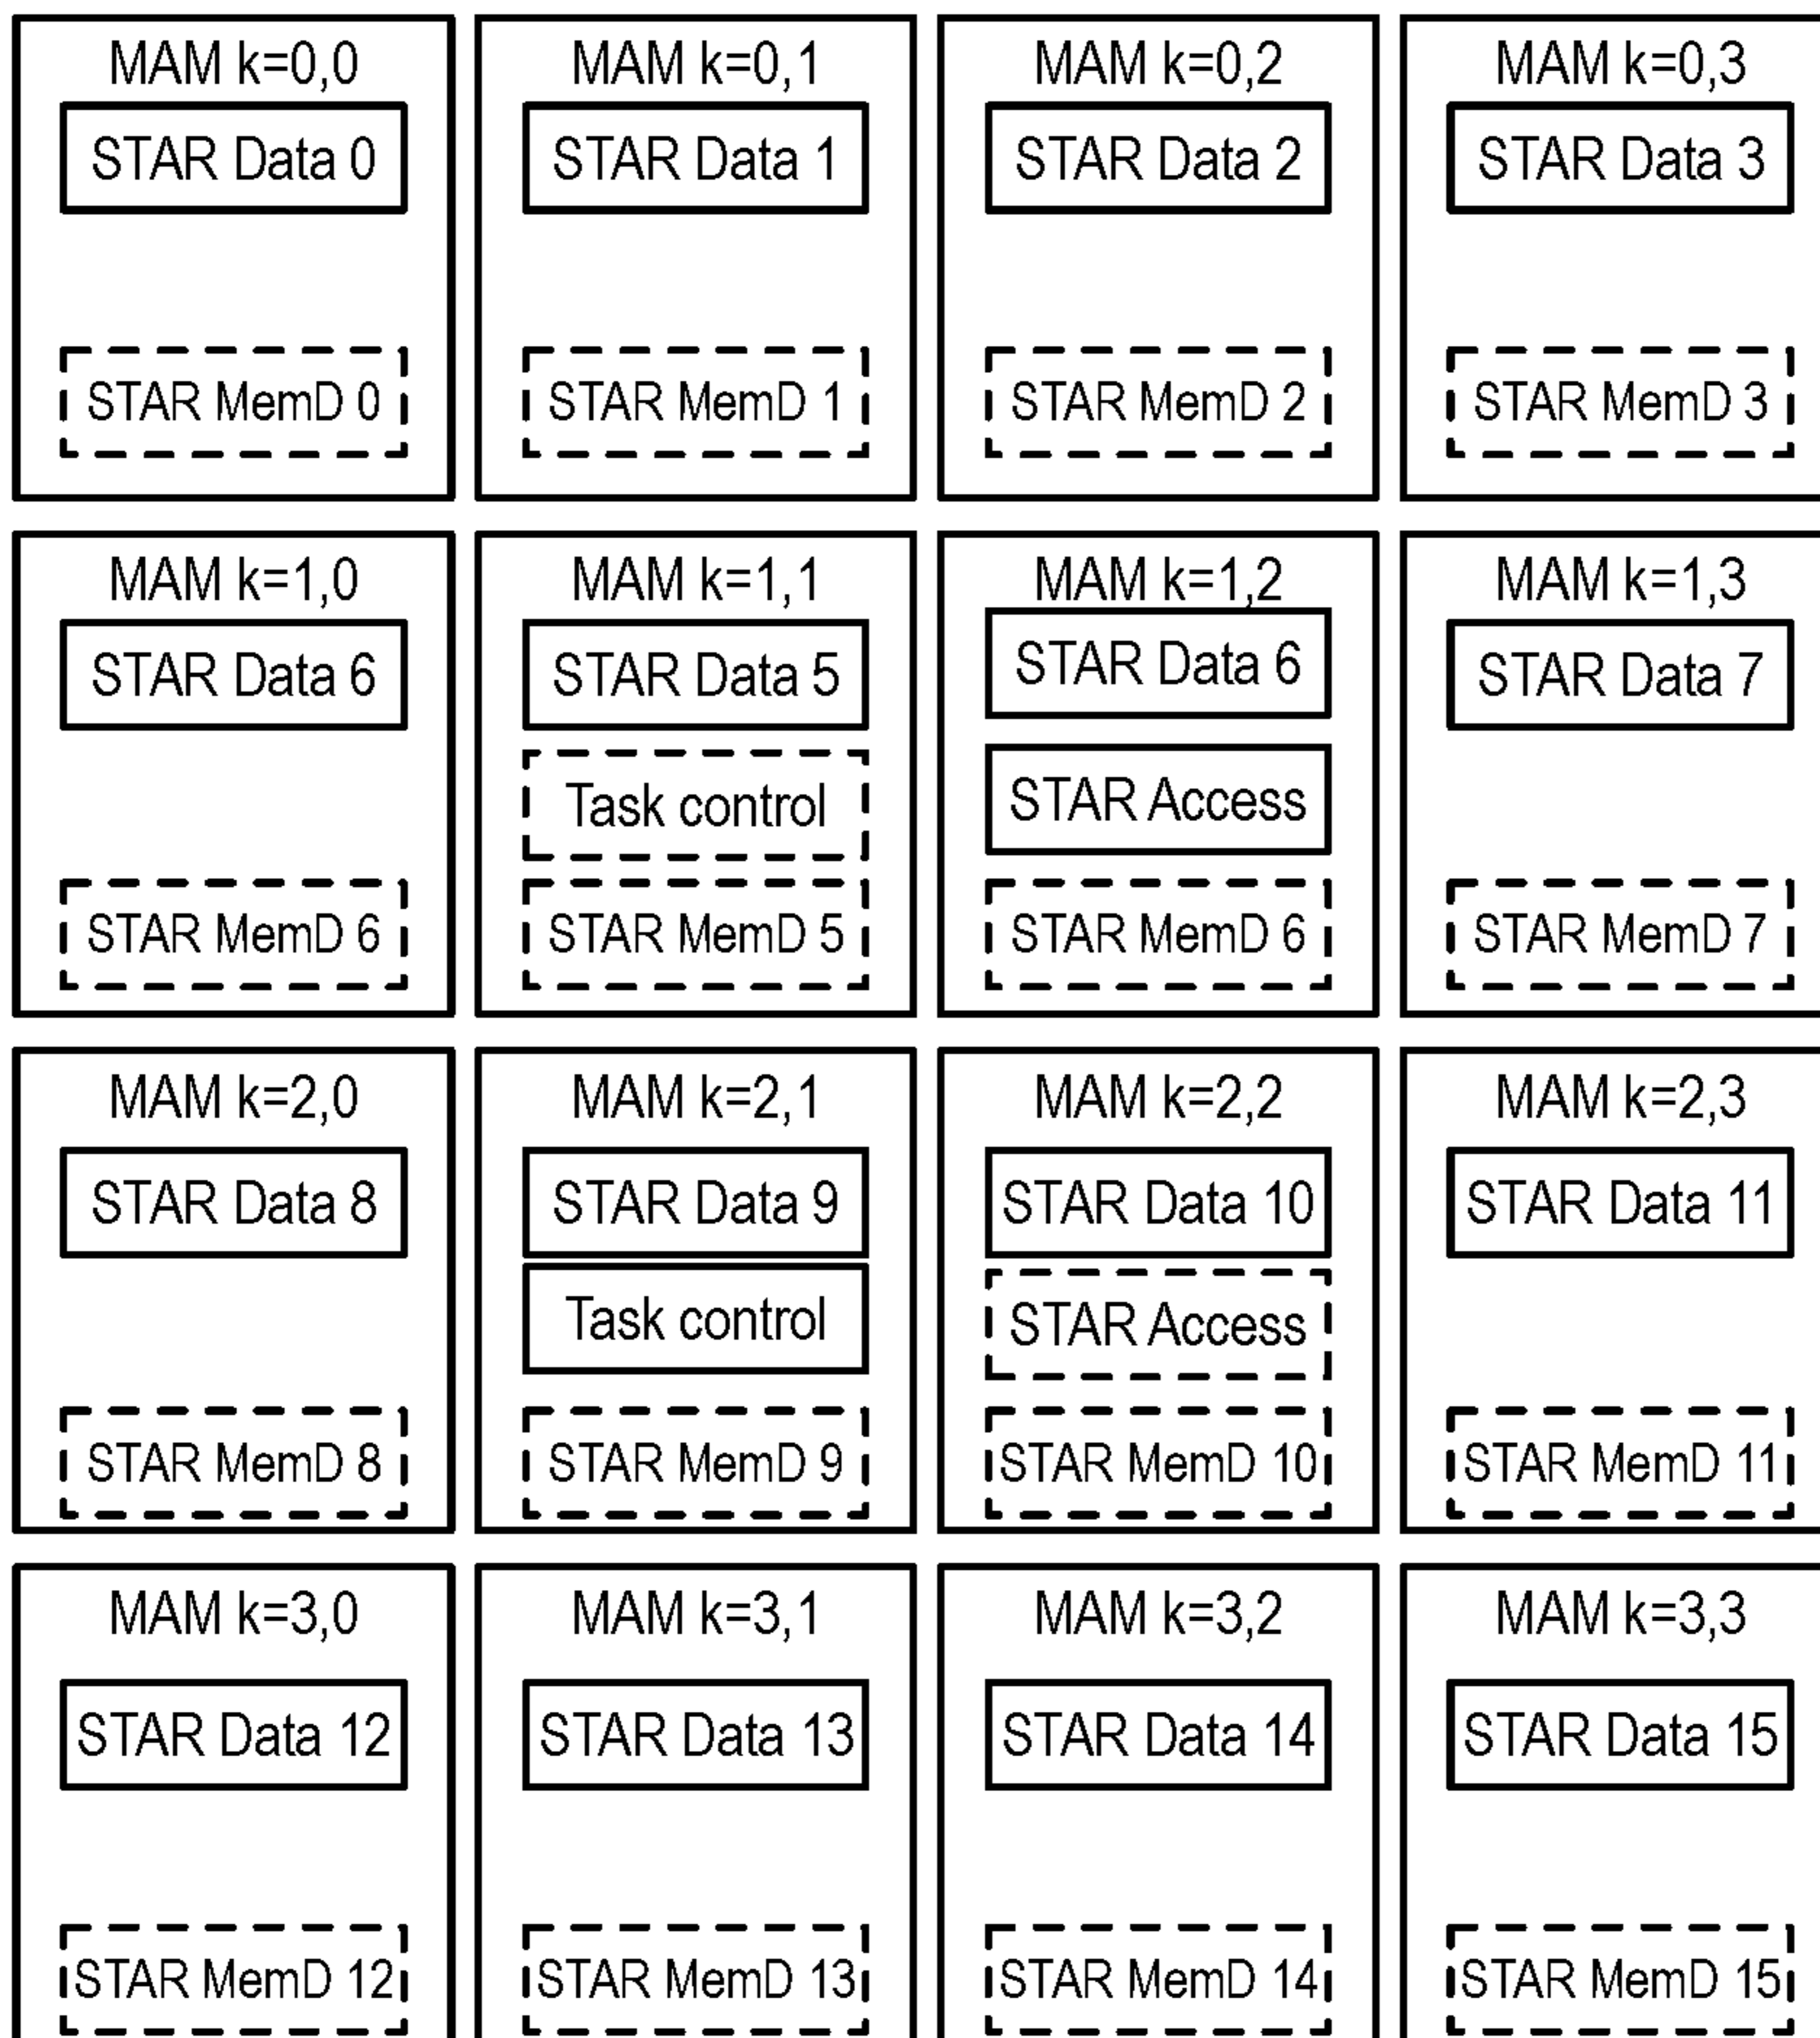 MAM k=0,0
STAR Data 0
STAR MemD 0
MAM k=0,1
STAR Data 1
STAR MemD 1
MAM k=0,2
STAR Data 2
STAR MemD 2
MAM k=0,3
STAR Data 3
STAR MemD 3
MAM k=1,0
STAR Data 6
STAR MemD 6
MAM k=1,1
STAR Data 5
Task control
STAR MemD 5
MAM k=1,2
STAR Data 6
STAR Access
STAR MemD 6
MAM k=1,3
STAR Data 7
STAR MemD 7
MAM k=2,0
STAR Data 8
STAR MemD 8
MAM k=2,1
STAR Data 9
Task control
STAR MemD 9
MAM k=2,2
STAR Data 10
STAR Access
STAR MemD 10
MAM k=2,3
STAR Data 11
STAR MemD 11
MAM k=3,0
STAR Data 12
STAR MemD 12
MAM k=3,1
STAR Data 13
STAR MemD 13
MAM k=3,2
STAR Data 14
STAR MemD 14
MAM k=3,3
STAR Data 15
STAR MemD 15